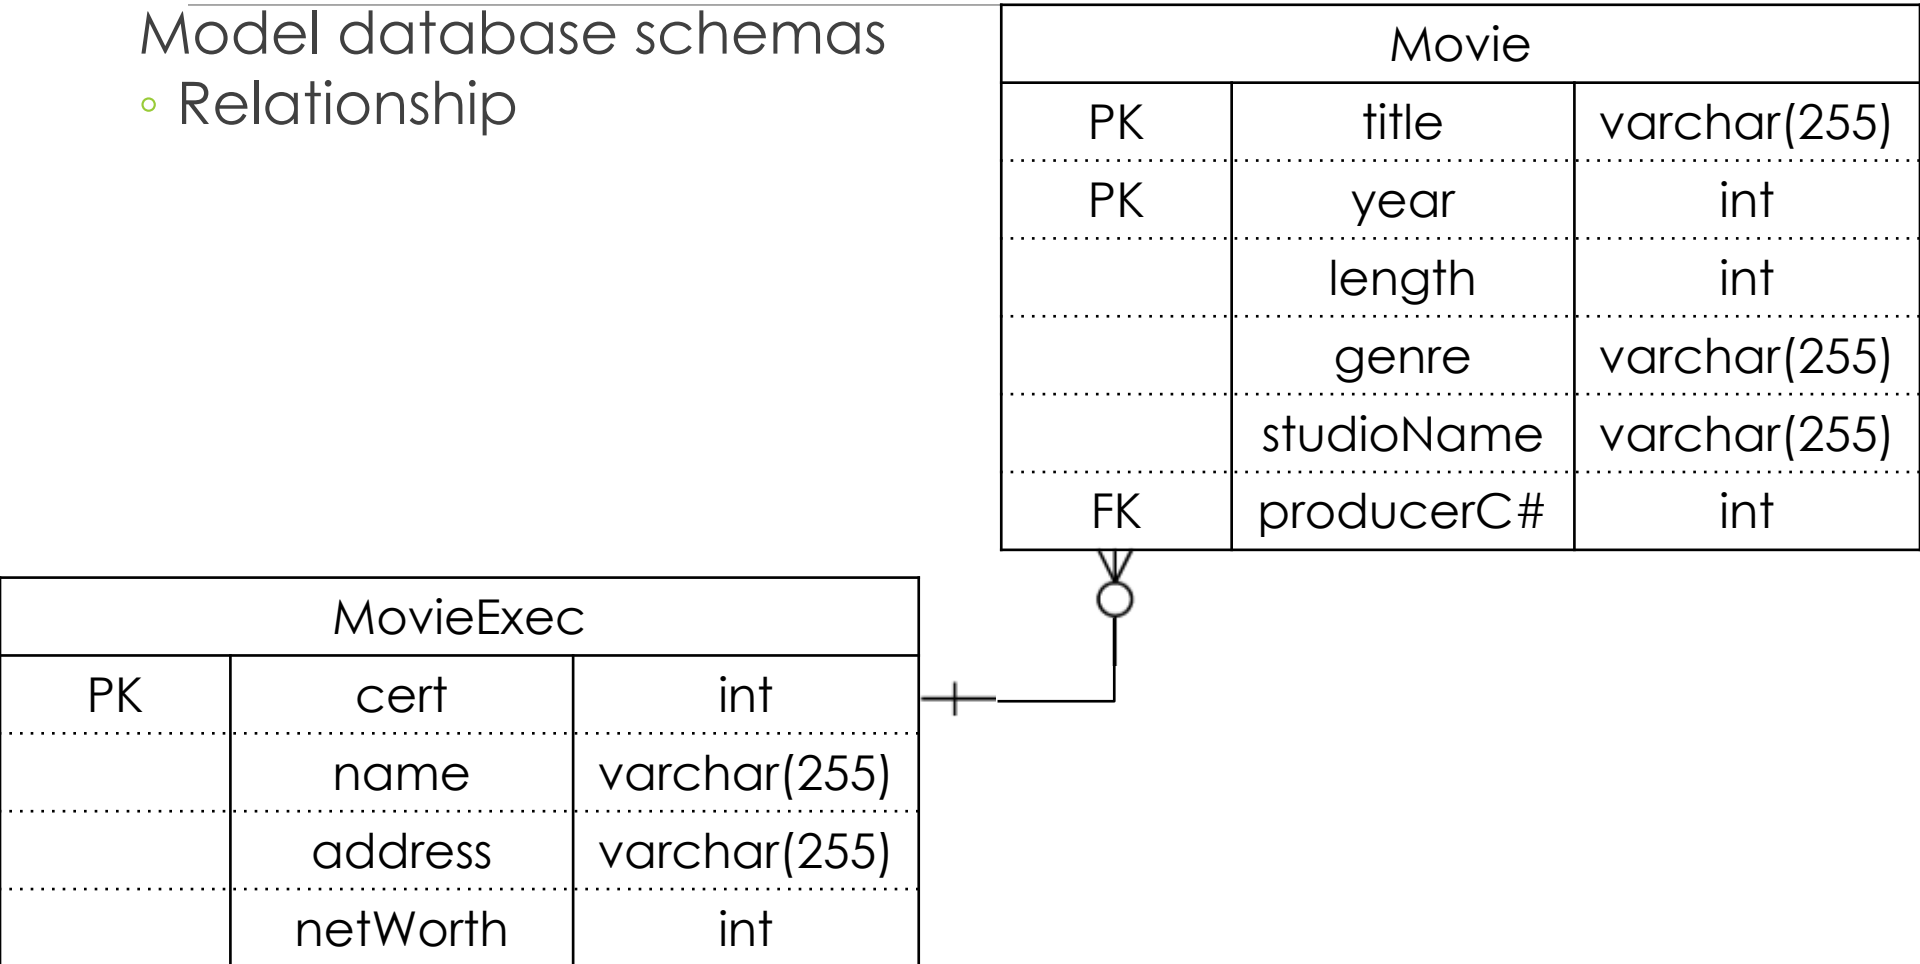 Model database schemas
◦ Relationship
Movie
PK title varchar(255)
PK year int
length int
genre varchar(255)
studioName varchar(255)
FK producerC# int
MovieExec
PK cert int
name varchar(255)
address varchar(255)
netWorth int